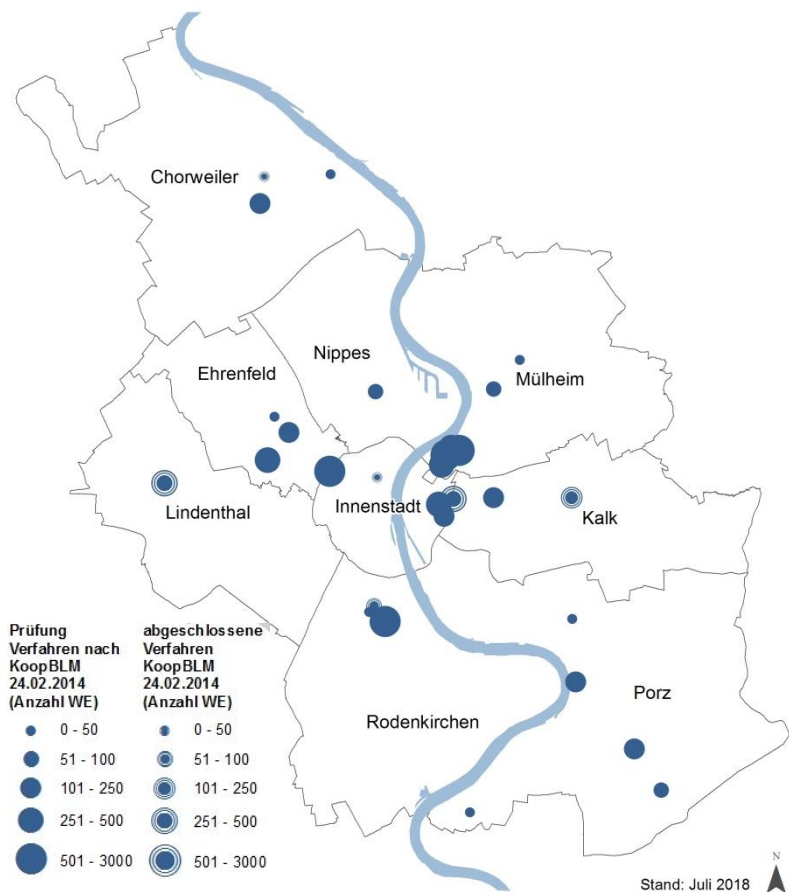 Chorweiler
Nippes
Ehrenfeld
Mülheim
Innenstadt
Lindenthal
Kalk
Porz
Rodenkirchen
Prüfung
Verfahren nach
KoopBLM
24.02.2014
(Anzahl WE)
0 - 50
51 - 100
101 - 250
251 - 500
501 - 3000
abgeschlossene
Verfahren
KoopBLM
24.02.2014
(Anzahl WE)
0 - 50
51 - 100
101 - 250
251 - 500
501 - 3000
N
Stand: Juli 2018